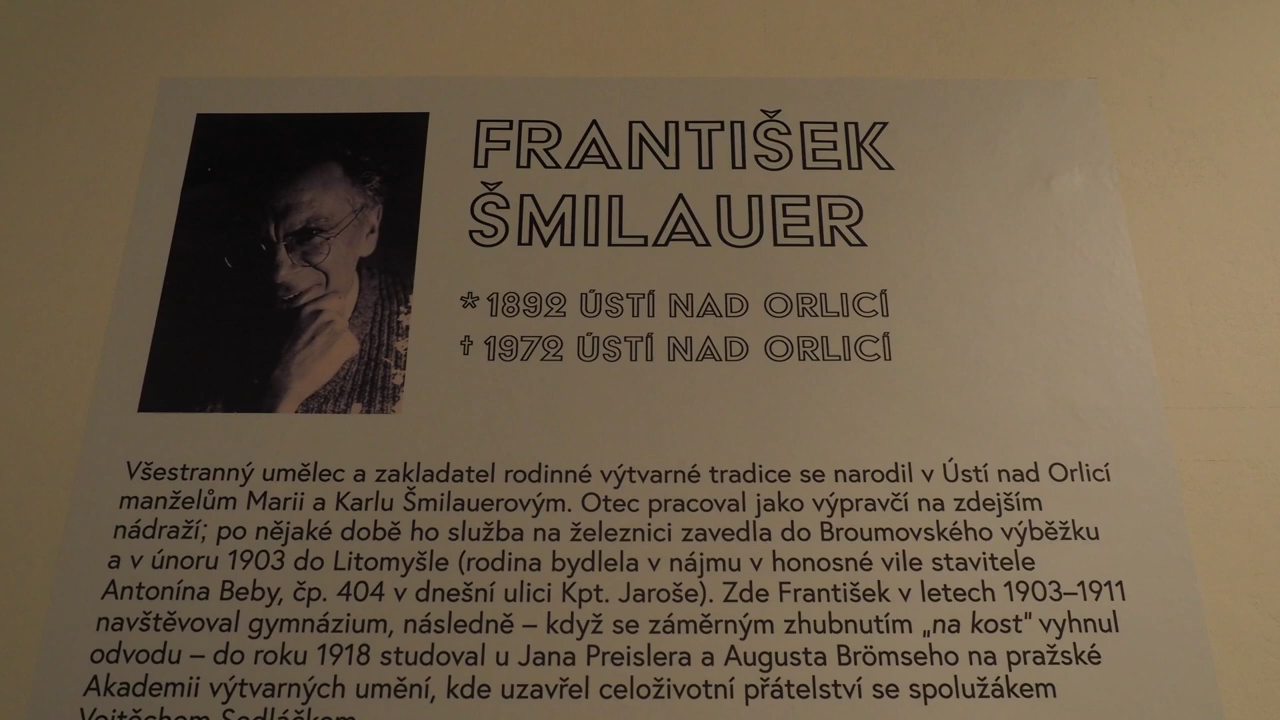 FRANTIŠEK
ŠMILAUER
* 1892 ÚSTÍ NAD ORLICÍ
† 1972 ÚSTÍ NAD ORLICÍ
Všestranný umělec a zakladatel rodinné výtvarné tradice se narodil v Ústí nad Orlicí
manželům Marii a Karlu Šmilauerovým. Otec pracoval jako výpravčí na zdejším
nádraží; po nějaké době ho služba na železnici zavedla do Broumovského výběžku
a v únoru 1903 do Litomyšle (rodina bydlela v nájmu v honosné vile stavitele
Antonína Beby, čp. 404 v dnešní ulici Kpt. Jaroše). Zde František v letech 1903–1911
navštěvoval gymnázium, následně – když se záměrným zhubnutím „na kost" vyhnul
odvodu – do roku 1918 studoval u Jana Preislera a Augusta Brömseho na pražské
Akademii výtvarných umění, kde uzavřel celoživotní přátelství se spolužákem
Vojtěchem Sedláčkem